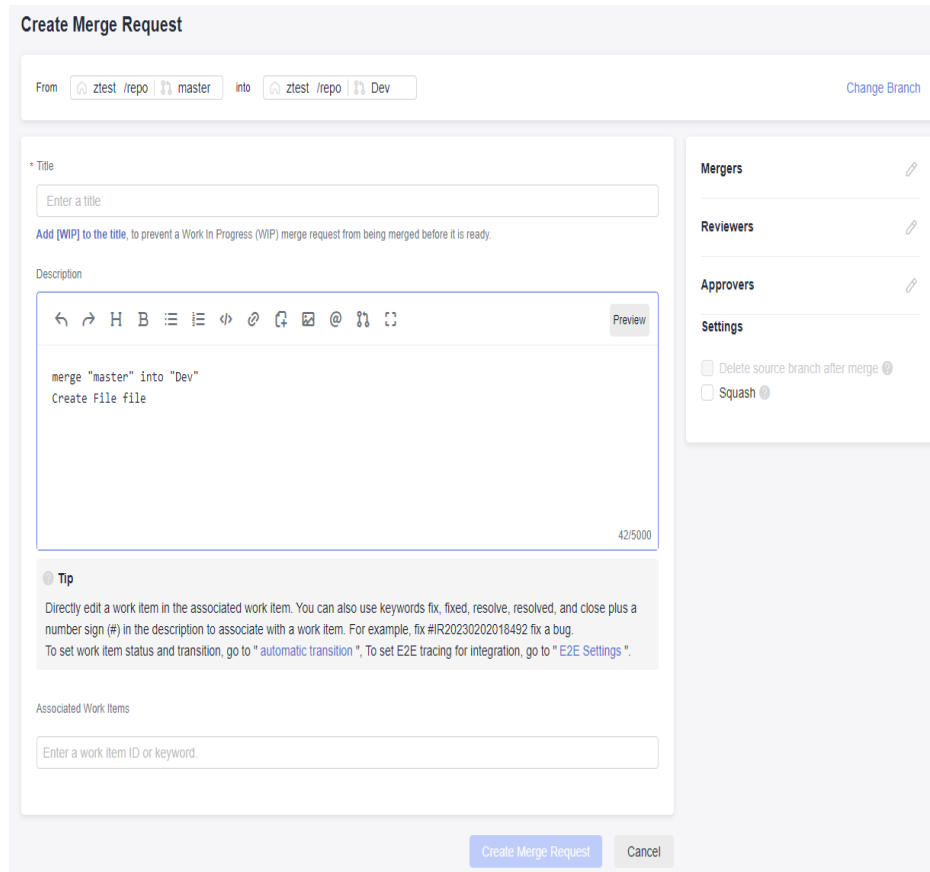 Create Merge Request
From ztest /repo master into ztest /repo Dev Change Branch
* Title
Enter a title
Add [WIP] to the title, to prevent a Work In Progress (WIP) merge request from being merged before it is ready.
Description
H B Preview
merge "master" into "Dev"
Create File file
42/5000
Tip
Directly edit a work item in the associated work item. You can also use keywords fix, fixed, resolve, resolved, and close plus a
number sign (#) in the description to associate with a work item. For example, fix #IR20230202018492 fix a bug.
To set work item status and transition, go to " automatic transition ", To set E2E tracing for integration, go to " E2E Settings ".
Associated Work Items
Enter a work item ID or keyword.
Create Merge Request Cancel
Mergers
Reviewers
Approvers
Settings
Delete source branch after merge ?
Squash ?